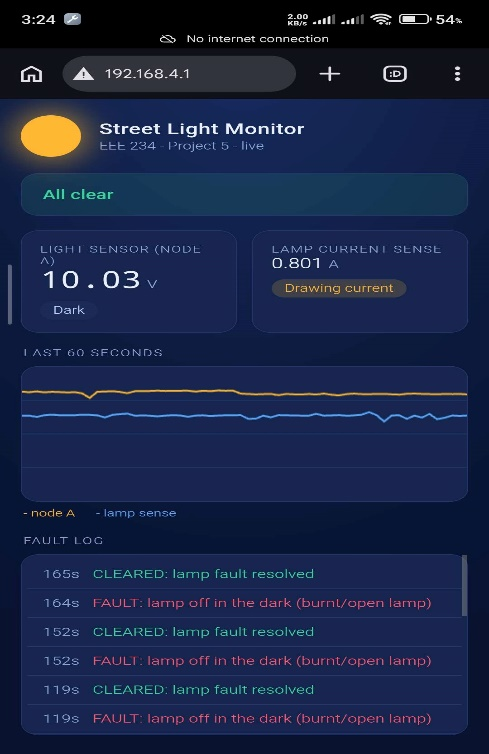 3:24
2.00 KB/s
54%
No internet connection
192.168.4.1
:D
Street Light Monitor
EEE 234 - Project 5 - live
All clear
LIGHT SENSOR (NODE
A)
10.03 V
Dark
LAMP CURRENT SENSE
0.801 A
Drawing current
LAST 60 SECONDS
- node A - lamp sense
FAULT LOG
165s CLEARED: lamp fault resolved
164s FAULT: lamp off in the dark (burnt/open lamp)
152s CLEARED: lamp fault resolved
152s FAULT: lamp off in the dark (burnt/open lamp)
119s CLEARED: lamp fault resolved
119s FAULT: lamp off in the dark (burnt/open lamp)